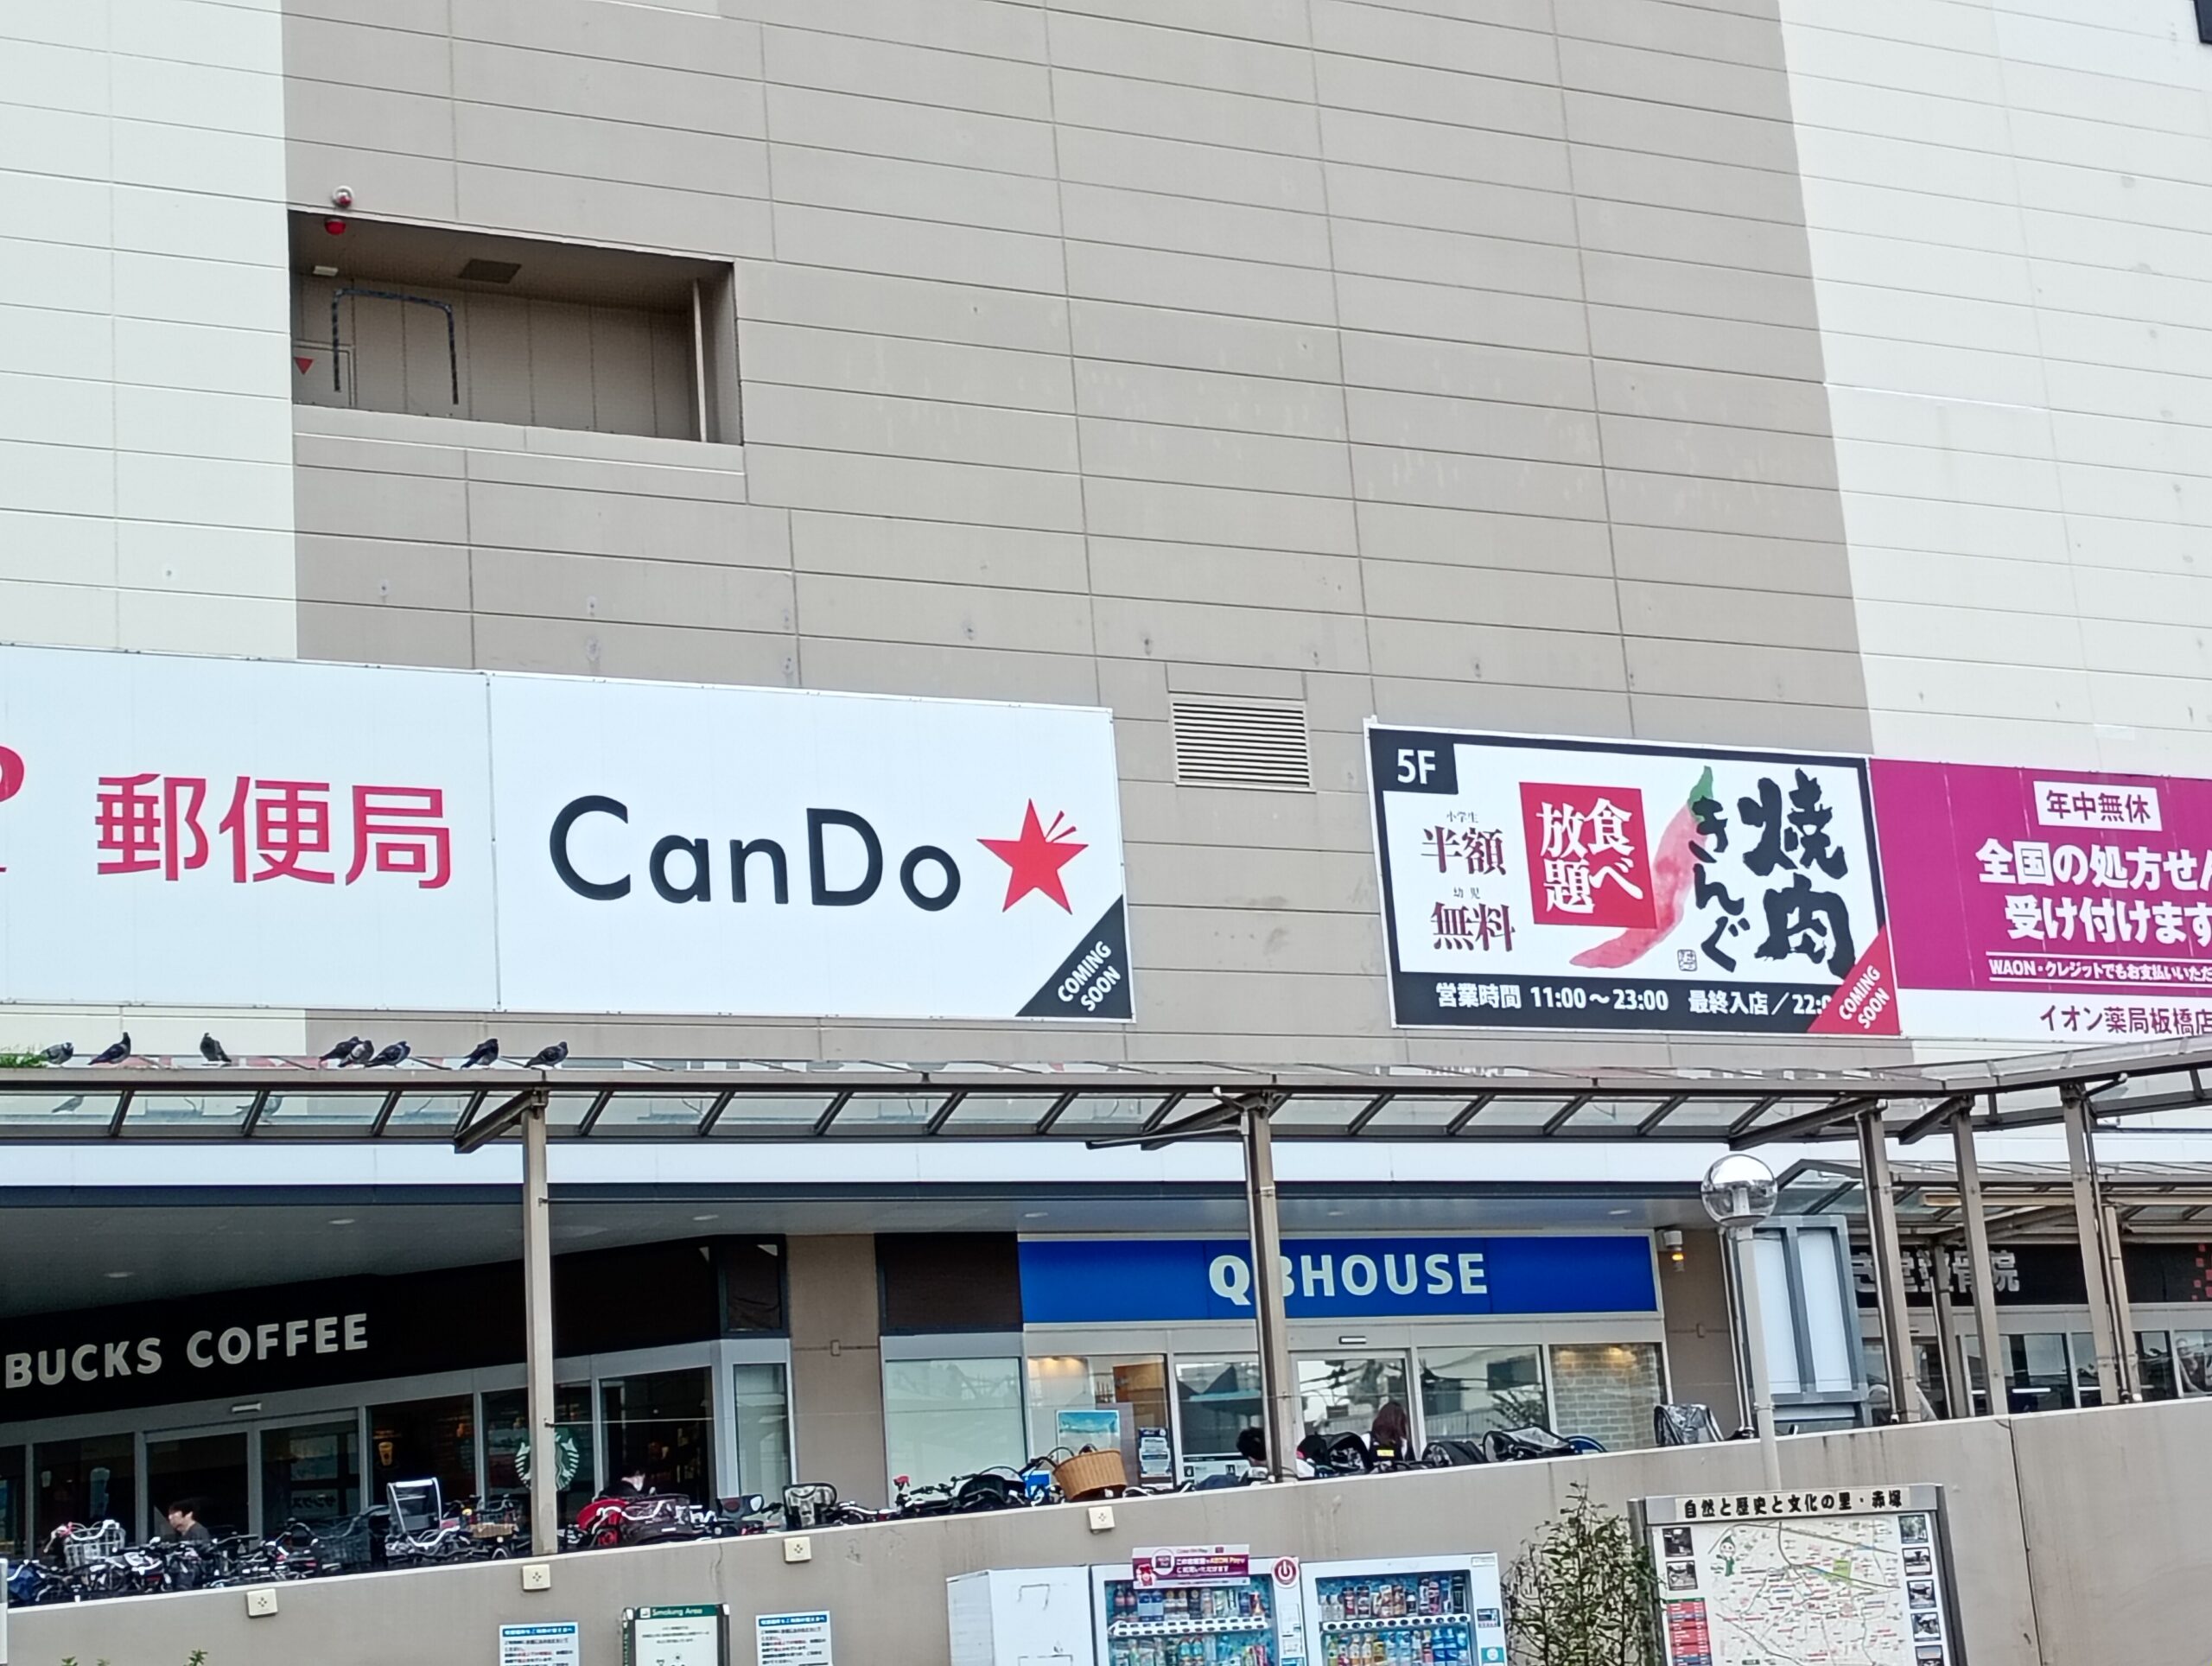 郵便局
CanDo
COMING
SOON
5F
小学生
半額
幼児
無料
食べ
放題
焼肉
きんぐ
営業時間 11:00～23:00 最終入店／22:0
COMING
SOON
年中無休
全国の処方せん
受け付けます
WAON・クレジットでもお支払いいただ
イオン薬局板橋店
BUCKS COFFEE
QBHOUSE
整骨院
自然と歴史と文化の里・赤塚
Smoking Area